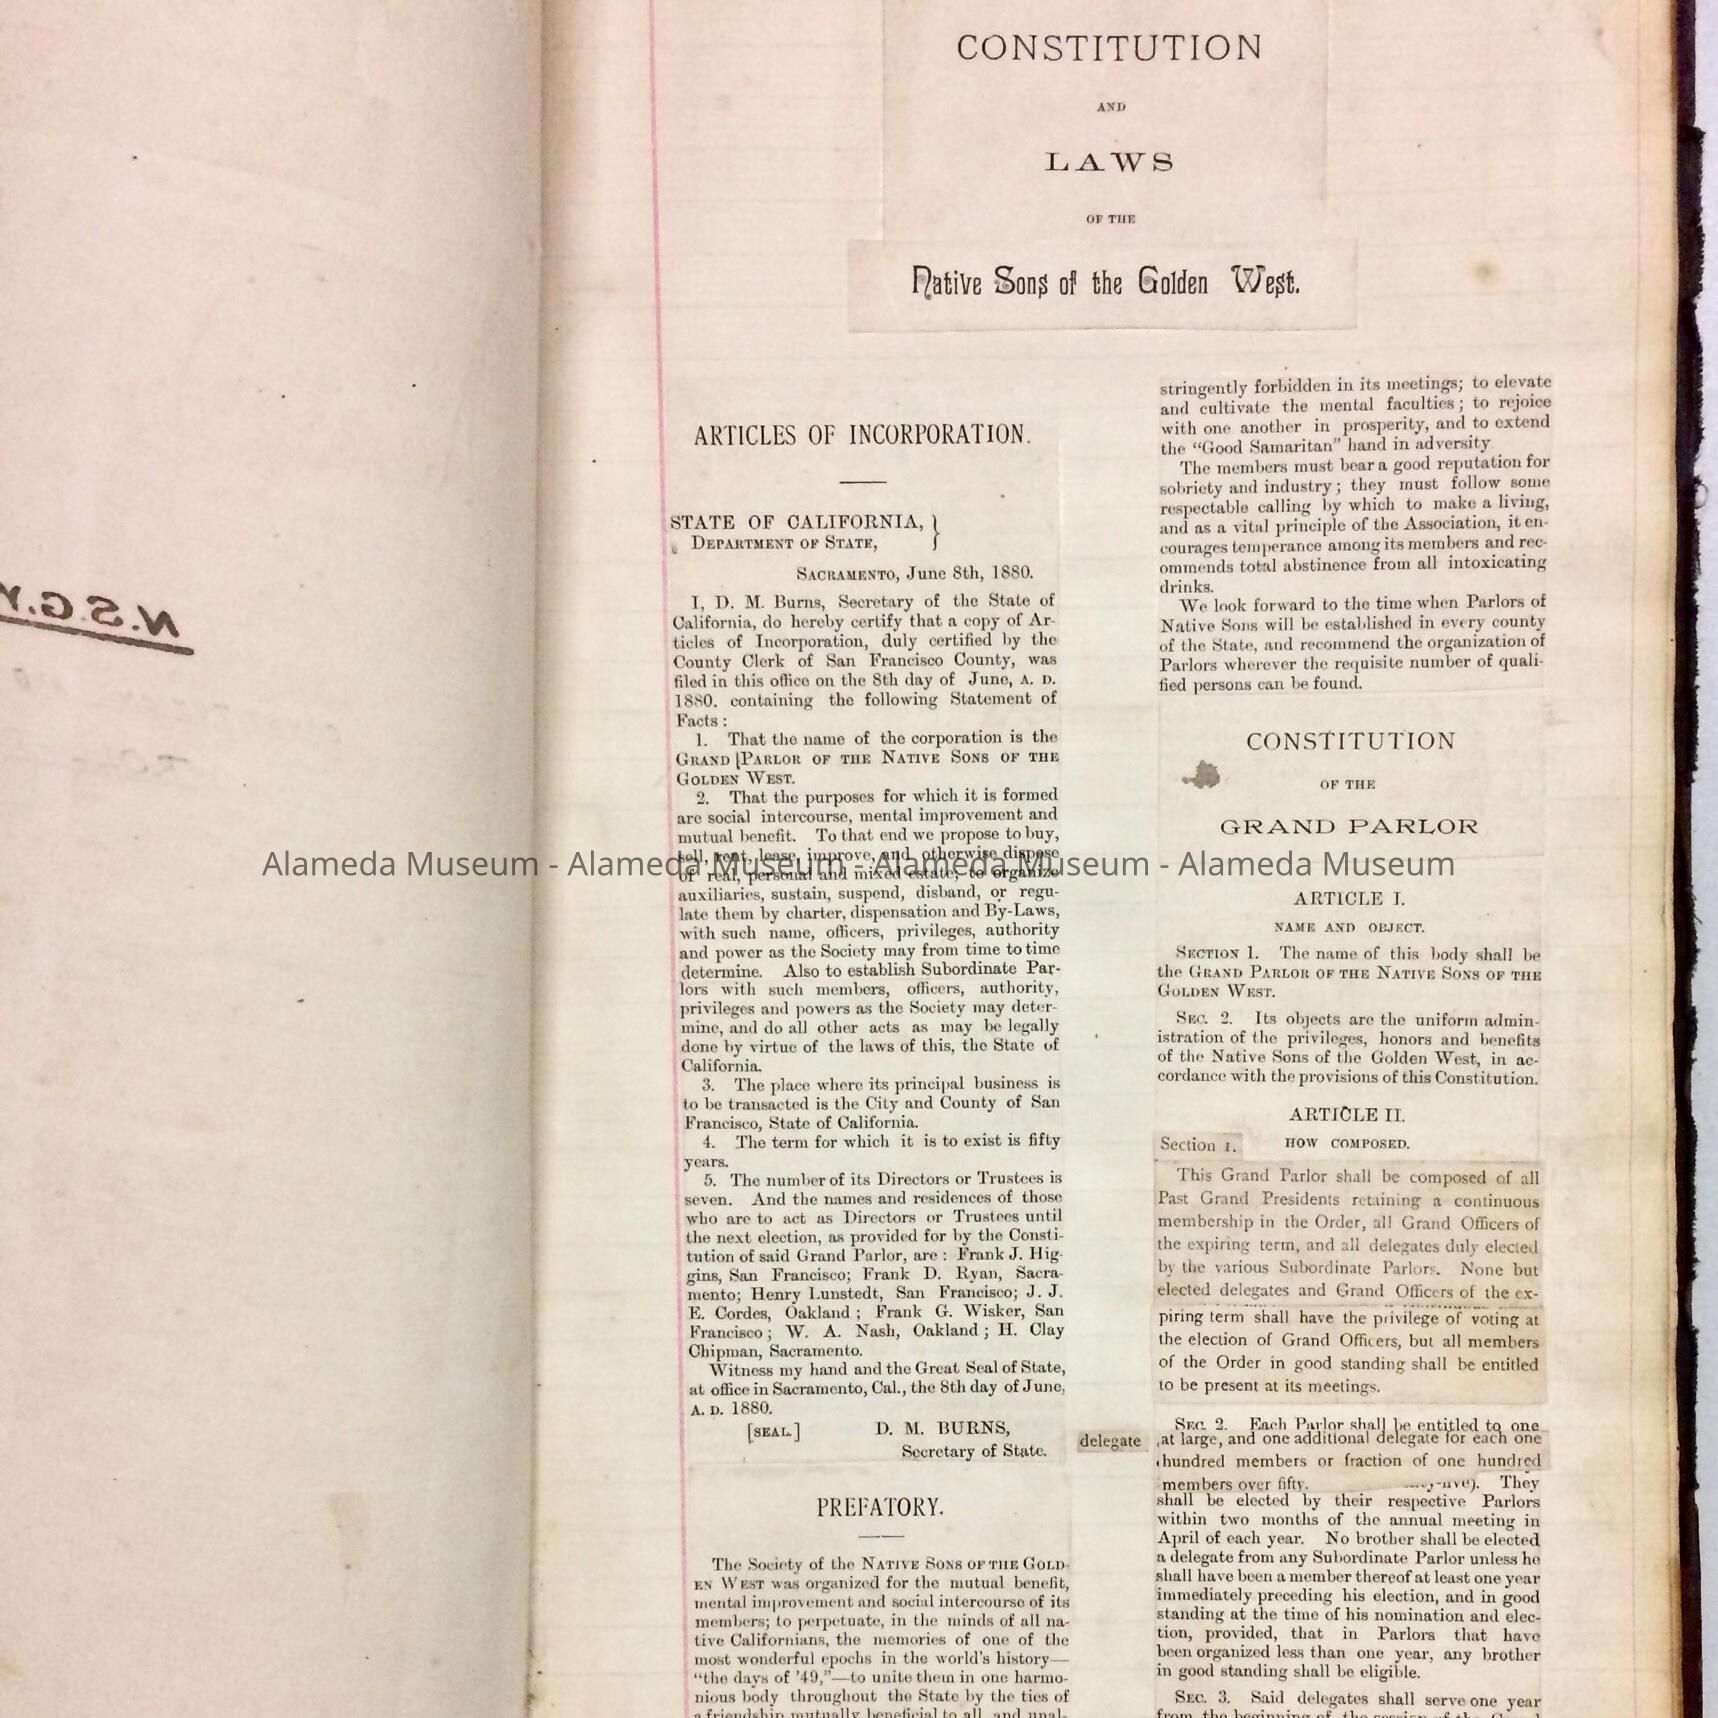 CONSTITUTION
AND
LAWS
OF THE
Native Sons of the Golden West.
N.S.G.
ARTICLES OF INCORPORATION.
STATE OF CALIFORNIA, }
DEPARTMENT OF STATE,
SACRAMENTO, June 8th, 1880.
I, D. M. Burns, Secretary of the State of
California, do hereby certify that a copy of Ar-
ticles of Incorporation, duly certified by the
County Clerk of San Francisco County, was
filed in this office on the 8th day of June, A. D.
1880. containing the following Statement of
Facts :
1. That the name of the corporation is the
GRAND PARLOR OF THE NATIVE SONS OF THE
GOLDEN WEST.
2. That the purposes for which it is formed
are social intercourse, mental improvement and
mutual benefit. To that end we propose to buy,
sell, rent, lease, improve, and otherwise dispose
of real, personal and mixed estate; to organize
Alameda Museum - Alameda Museum - Alameda Museum - Alameda Museum
auxiliaries, sustain, suspend, disband, or regu-
late them by charter, dispensation and By-Laws,
with such name, officers, privileges, authority
and power as the Society may from time to time
determine. Also to establish Subordinate Par-
lors with such members, officers, authority,
privileges and powers as the Society may deter-
mine, and do all other acts as may be legally
done by virtue of the laws of this, the State of
California.
3. The place where its principal business is
to be transacted is the City and County of San
Francisco, State of California.
4. The term for which it is to exist is fifty
years.
5. The number of its Directors or Trustees is
seven. And the names and residences of those
who are to act as Directors or Trustees until
the next election, as provided for by the Consti-
tution of said Grand Parlor, are : Frank J. Hig-
gins, San Francisco; Frank D. Ryan, Sacra-
mento; Henry Lunstedt, San Francisco; J. J.
E. Cordes, Oakland ; Frank G. Wisker, San
Francisco ; W. A. Nash, Oakland ; H. Clay
Chipman, Sacramento.
Witness my hand and the Great Seal of State,
at office in Sacramento, Cal., the 8th day of June,
A. D. 1880.
[SEAL.] D. M. BURNS,
Secretary of State.
PREFATORY.
The Society of the NATIVE SONS OF THE GOLD-
EN WEST was organized for the mutual benefit,
mental improvement and social intercourse of its
members; to perpetuate, in the minds of all na-
tive Californians, the memories of one of the
most wonderful epochs in the world's history—
"the days of '49,"—to unite them in one harmo-
nious body throughout the State by the ties of
a friendship mutually beneficial to all, and unal-
stringently forbidden in its meetings; to elevate
and cultivate the mental faculties ; to rejoice
with one another in prosperity, and to extend
the "Good Samaritan" hand in adversity
The members must bear a good reputation for
sobriety and industry ; they must follow some
respectable calling by which to make a living,
and as a vital principle of the Association, it en-
courages temperance among its members and rec-
ommends total abstinence from all intoxicating
drinks.
We look forward to the time when Parlors of
Native Sons will be established in every county
of the State, and recommend the organization of
Parlors wherever the requisite number of quali-
fied persons can be found.
CONSTITUTION
OF THE
GRAND PARLOR
ARTICLE I.
NAME AND OBJECT.
SECTION 1. The name of this body shall be
the GRAND PARLOR OF THE NATIVE SONS OF THE
GOLDEN WEST.
SEC. 2. Its objects are the uniform admin-
istration of the privileges, honors and benefits
of the Native Sons of the Golden West, in ac-
cordance with the provisions of this Constitution.
ARTICLE II.
Section 1. HOW COMPOSED.
This Grand Parlor shall be composed of all
Past Grand Presidents retaining a continuous
membership in the Order, all Grand Officers of
the expiring term, and all delegates duly elected
by the various Subordinate Parlors. None but
elected delegates and Grand Officers of the ex-
piring term shall have the privilege of voting at
the election of Grand Officers, but all members
of the Order in good standing shall be entitled
to be present at its meetings.
SEC. 2. Each Parlor shall be entitled to one
delegate at large, and one additional delegate for each one
hundred members or fraction of one hundred
members over fifty. They
shall be elected by their respective Parlors
within two months of the annual meeting in
April of each year. No brother shall be elected
a delegate from any Subordinate Parlor unless he
shall have been a member thereof at least one year
immediately preceding his election, and in good
standing at the time of his nomination and elec-
tion, provided, that in Parlors that have
been organized less than one year, any brother
in good standing shall be eligible.
SEC. 3. Said delegates shall serve one year
from the beginning of the session of the